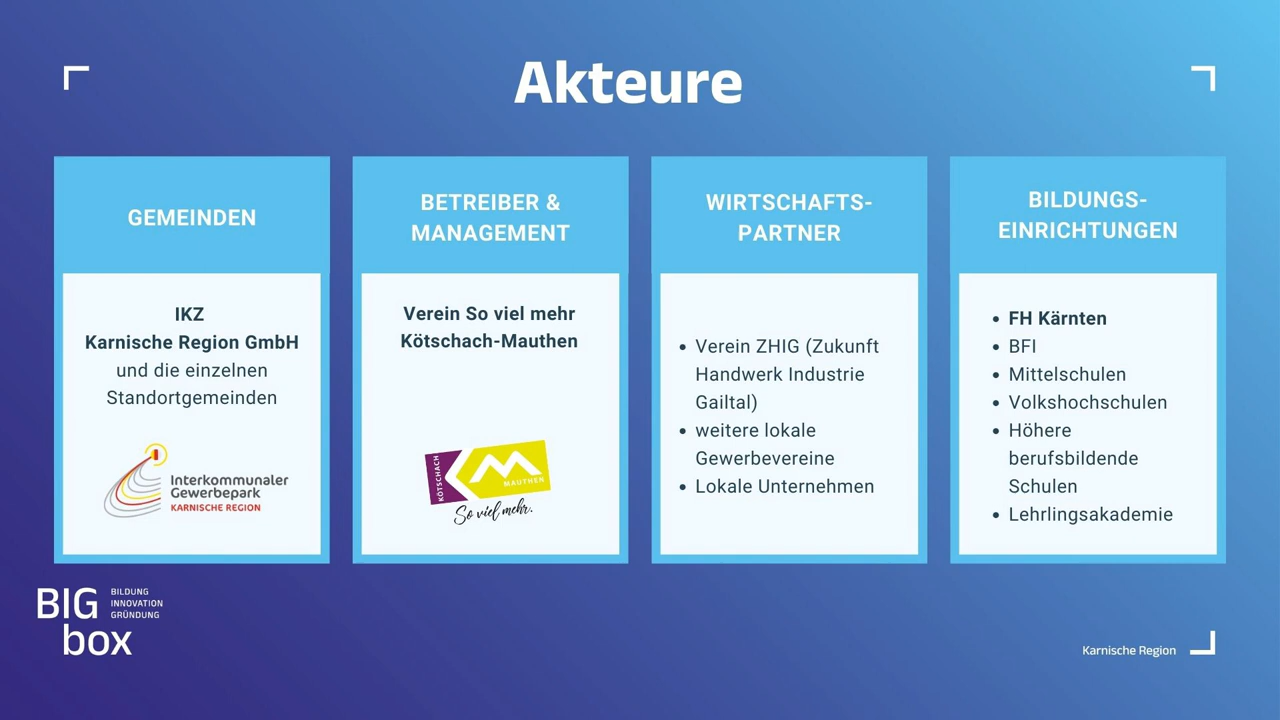 Akteure
GEMEINDEN
IKZ
Karnische Region GmbH
und die einzelnen
Standortgemeinden
Interkommunaler
Gewerbepark
KARNISCHE REGION
BETREIBER &
MANAGEMENT
Verein So viel mehr
Kötschach-Mauthen
KÖTSCHACH
MAUTHEN
So viel mehr.
WIRTSCHAFTS-
PARTNER
• Verein ZHIG (Zukunft
Handwerk Industrie
Gailtal)
• weitere lokale
Gewerbevereine
• Lokale Unternehmen
BILDUNGS-
EINRICHTUNGEN
• FH Kärnten
• BFI
• Mittelschulen
• Volkshochschulen
• Höhere
berufsbildende
Schulen
• Lehrlingsakademie
BIG
box
BILDUNG
INNOVATION
GRÜNDUNG
Karnische Region